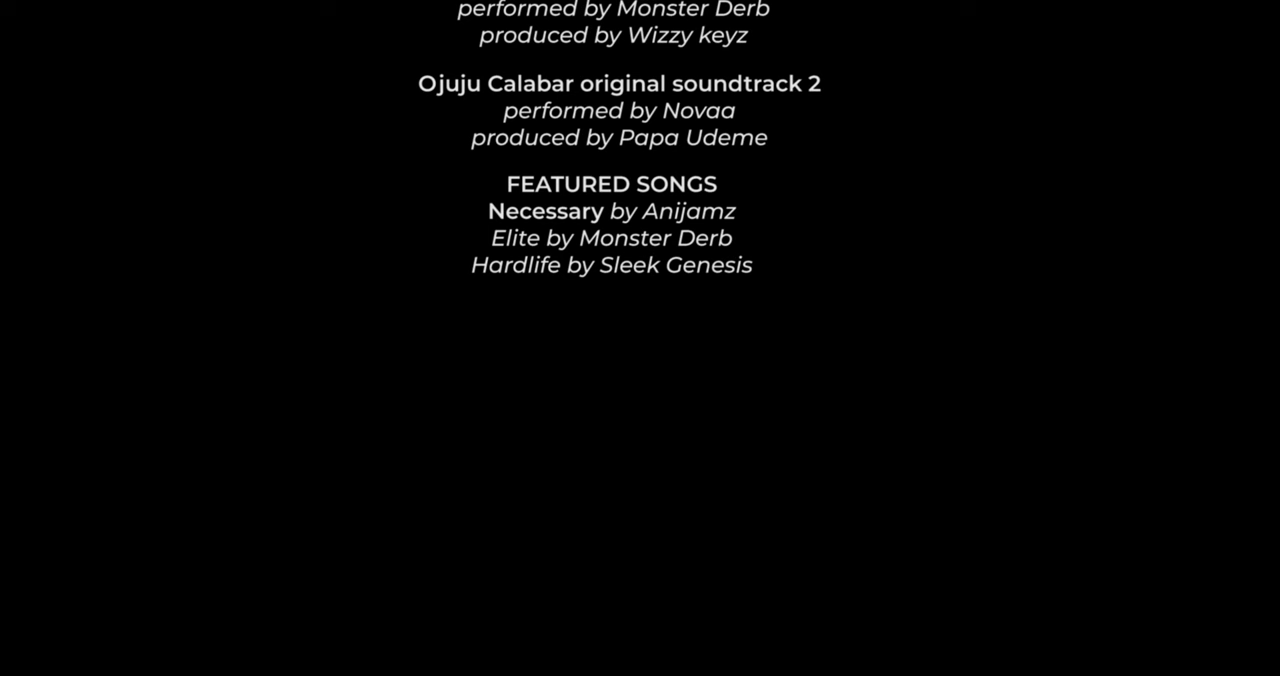 performed by Monster Derb
produced by Wizzy keyz
Ojuju Calabar original soundtrack 2
performed by Novaa
produced by Papa Udeme
FEATURED SONGS
Necessary by Anijamz
Elite by Monster Derb
Hardlife by Sleek Genesis